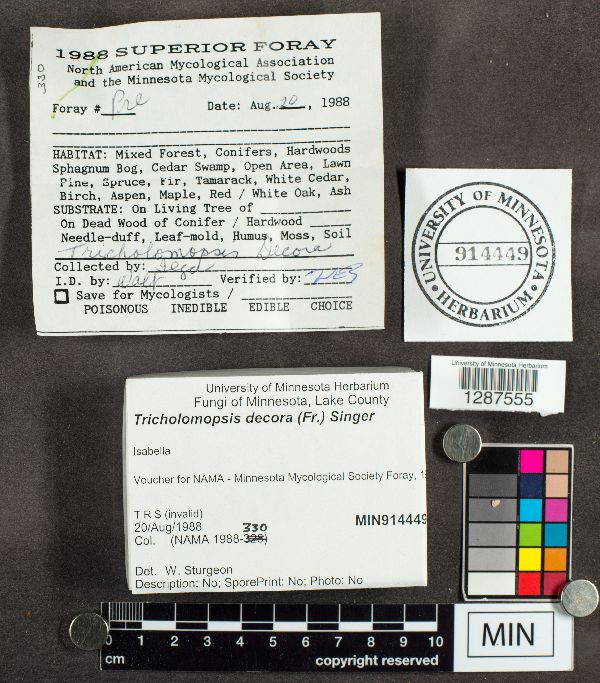 330
1988 SUPERIOR FORAY
North American Mycological Association
and the Minnesota Mycological Society
Foray # Pre Date: Aug. 20, 1988
HABITAT: Mixed Forest, Conifers, Hardwoods
Sphagnum Bog, Cedar Swamp, Open Area, Lawn
Pine, Spruce, Fir, Tamarack, White Cedar,
Birch, Aspen, Maple, Red / White Oak, Ash
SUBSTRATE: On Living Tree of
On Dead Wood of Conifer / Hardwood
Needle-duff, Leaf-mold, Humus, Moss, Soil
Tricholomopsis Decora
Collected by:
I.D. by: Walt Verified by:
Save for Mycologists /
POISONOUS INEDIBLE EDIBLE CHOICE
UNIVERSITY OF MINNESOTA
914449
• HERBARIUM •
University of Minnesota Herbarium
1287555
University of Minnesota Herbarium
Fungi of Minnesota, Lake County
Tricholomopsis decora (Fr.) Singer
Isabella
Voucher for NAMA - Minnesota Mycological Society Foray, 1
T R S (invalid)
20/Aug/1988 330
MIN914449
Col. (NAMA 1988-328)
Det. W. Sturgeon
Description: No; SporePrint: No; Photo: No
0 1 2 3 4 5 6 7 8 9 10
cm copyright reserved
MIN